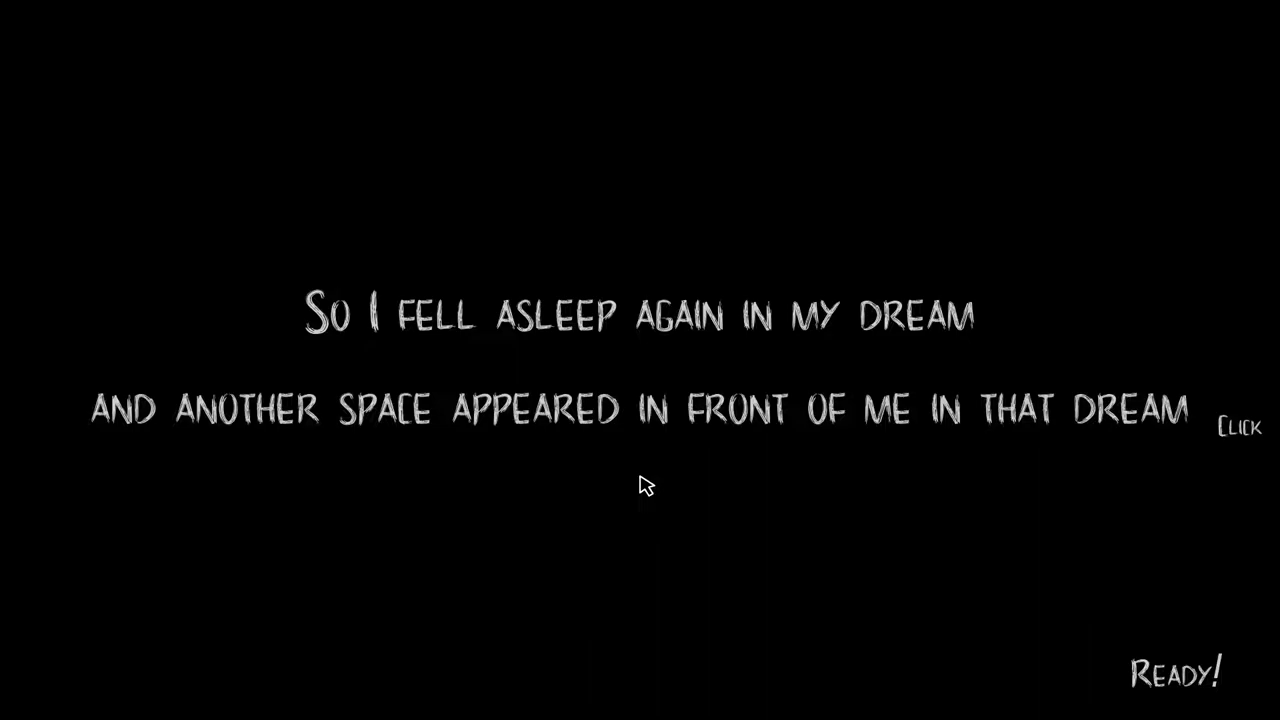 So I fell asleep again in my dream
and another space appeared in front of me in that dream
Click
Ready!